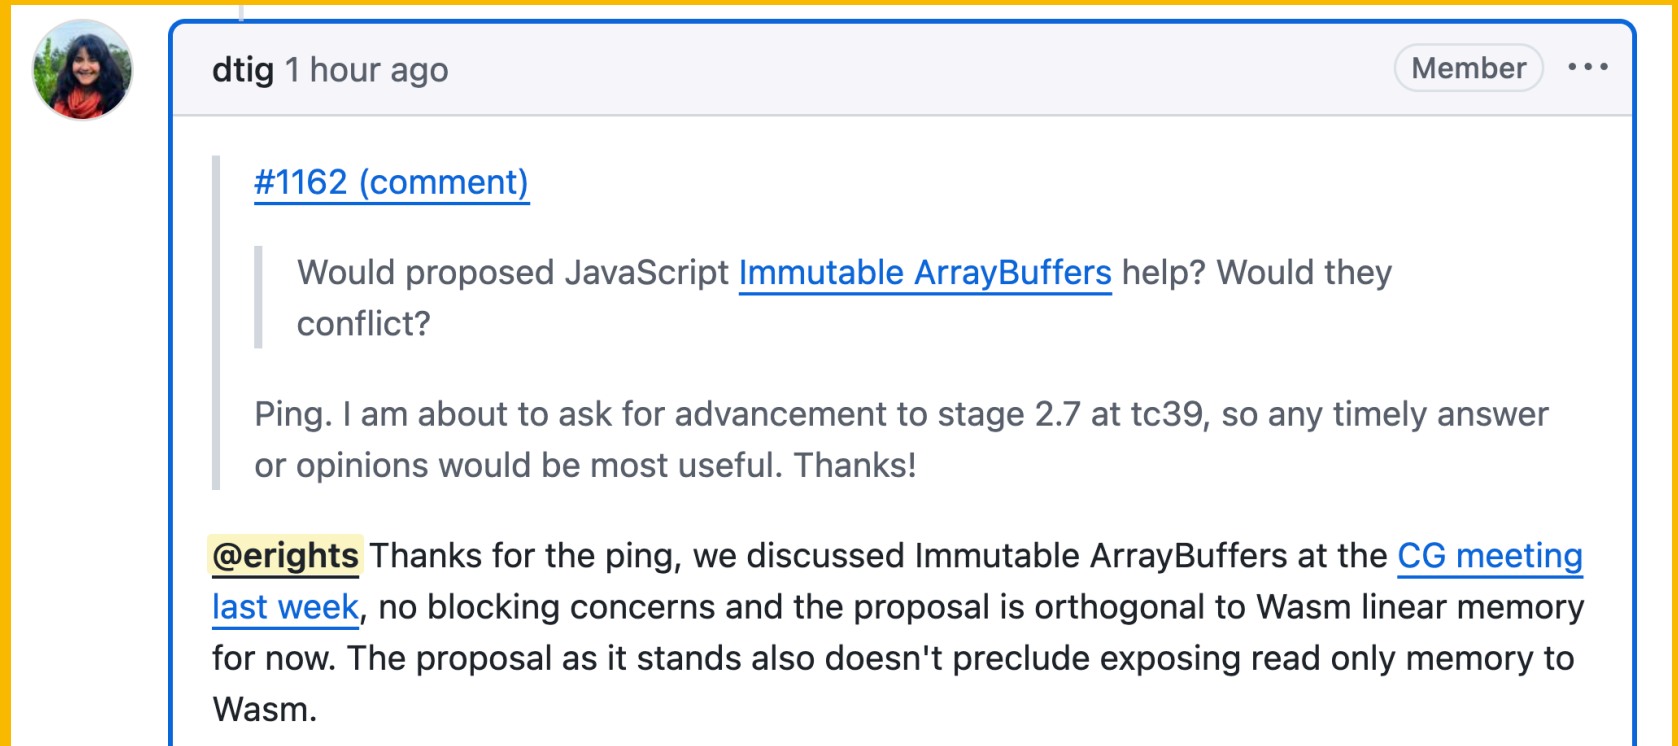 dtig 1 hour ago
Member
#1162 (comment)
Would proposed JavaScript Immutable ArrayBuffers help? Would they
conflict?
Ping. I am about to ask for advancement to stage 2.7 at tc39, so any timely answer
or opinions would be most useful. Thanks!
@erights Thanks for the ping, we discussed Immutable ArrayBuffers at the CG meeting
last week, no blocking concerns and the proposal is orthogonal to Wasm linear memory
for now. The proposal as it stands also doesn't preclude exposing read only memory to
Wasm.